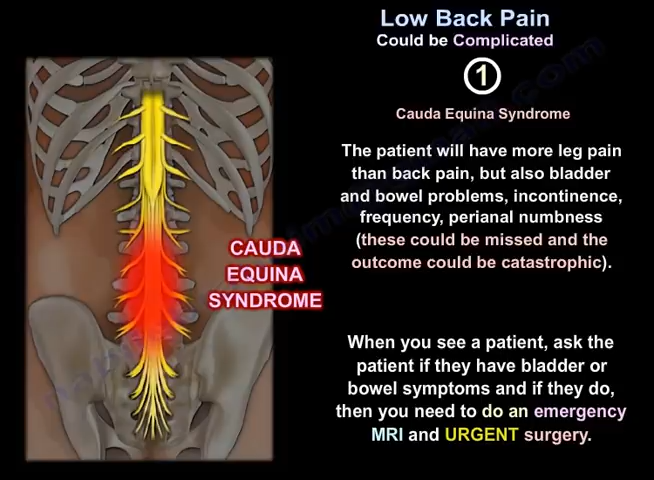 Low Back Pain
Could be Complicated
1
Cauda Equina Syndrome
The patient will have more leg pain
than back pain, but also bladder
and bowel problems, incontinence,
frequency, perianal numbness
(these could be missed and the
outcome could be catastrophic).
CAUDA
EQUINA
SYNDROME
When you see a patient, ask the
patient if they have bladder or
bowel symptoms and if they do,
then you need to do an emergency
MRI and URGENT surgery.